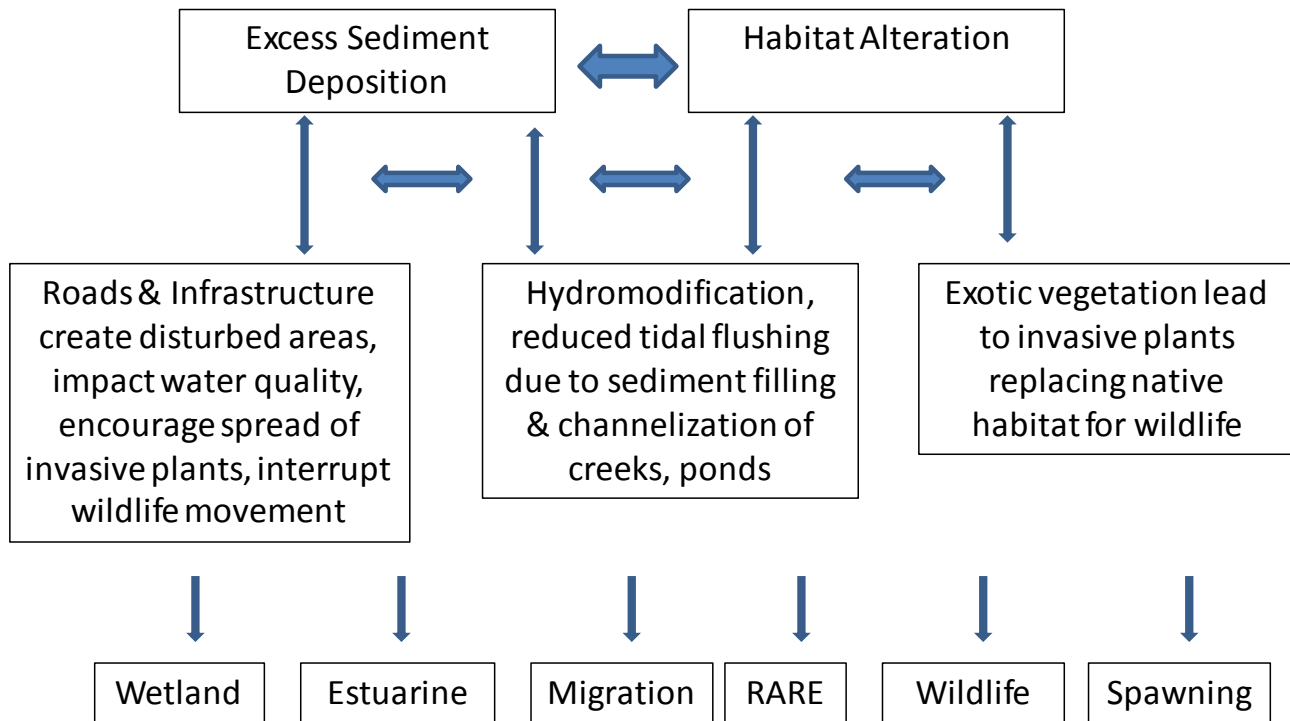 Excess Sediment
Deposition
Habitat Alteration
Roads & Infrastructure
create disturbed areas,
impact water quality,
encourage spread of
invasive plants, interrupt
wildlife movement
Hydromodification,
reduced tidal flushing
due to sediment filling
& channelization of
creeks, ponds
Exotic vegetation lead
to invasive plants
replacing native
habitat for wildlife
Wetland
Estuarine
Migration
RARE
Wildlife
Spawning